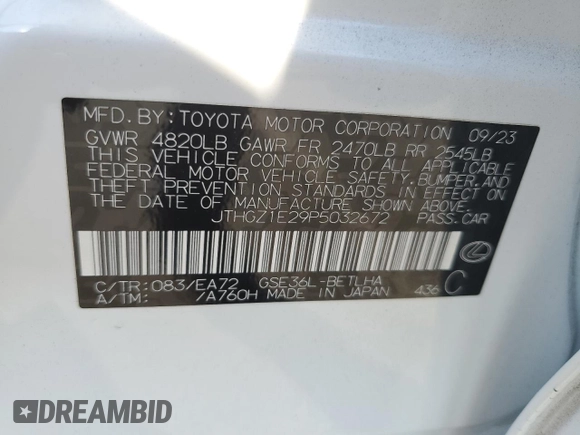 MFD. BY: TOYOTA MOTOR CORPORATION 09/23
GVWR 4820LB GAWR FR 2470LB RR 2545LB
THIS VEHICLE CONFORMS TO ALL APPLICABLE
FEDERAL MOTOR VEHICLE SAFETY, BUMPER, AND
THEFT PREVENTION STANDARDS IN EFFECT ON
THE DATE OF MANUFACTURE SHOWN ABOVE.
JTHGZ1E29P5032672 PASS.CAR
C/TR: 083/EA72 GSE36L-BETLHA
A/TM: /A760H MADE IN JAPAN 436 C
DREAMBID